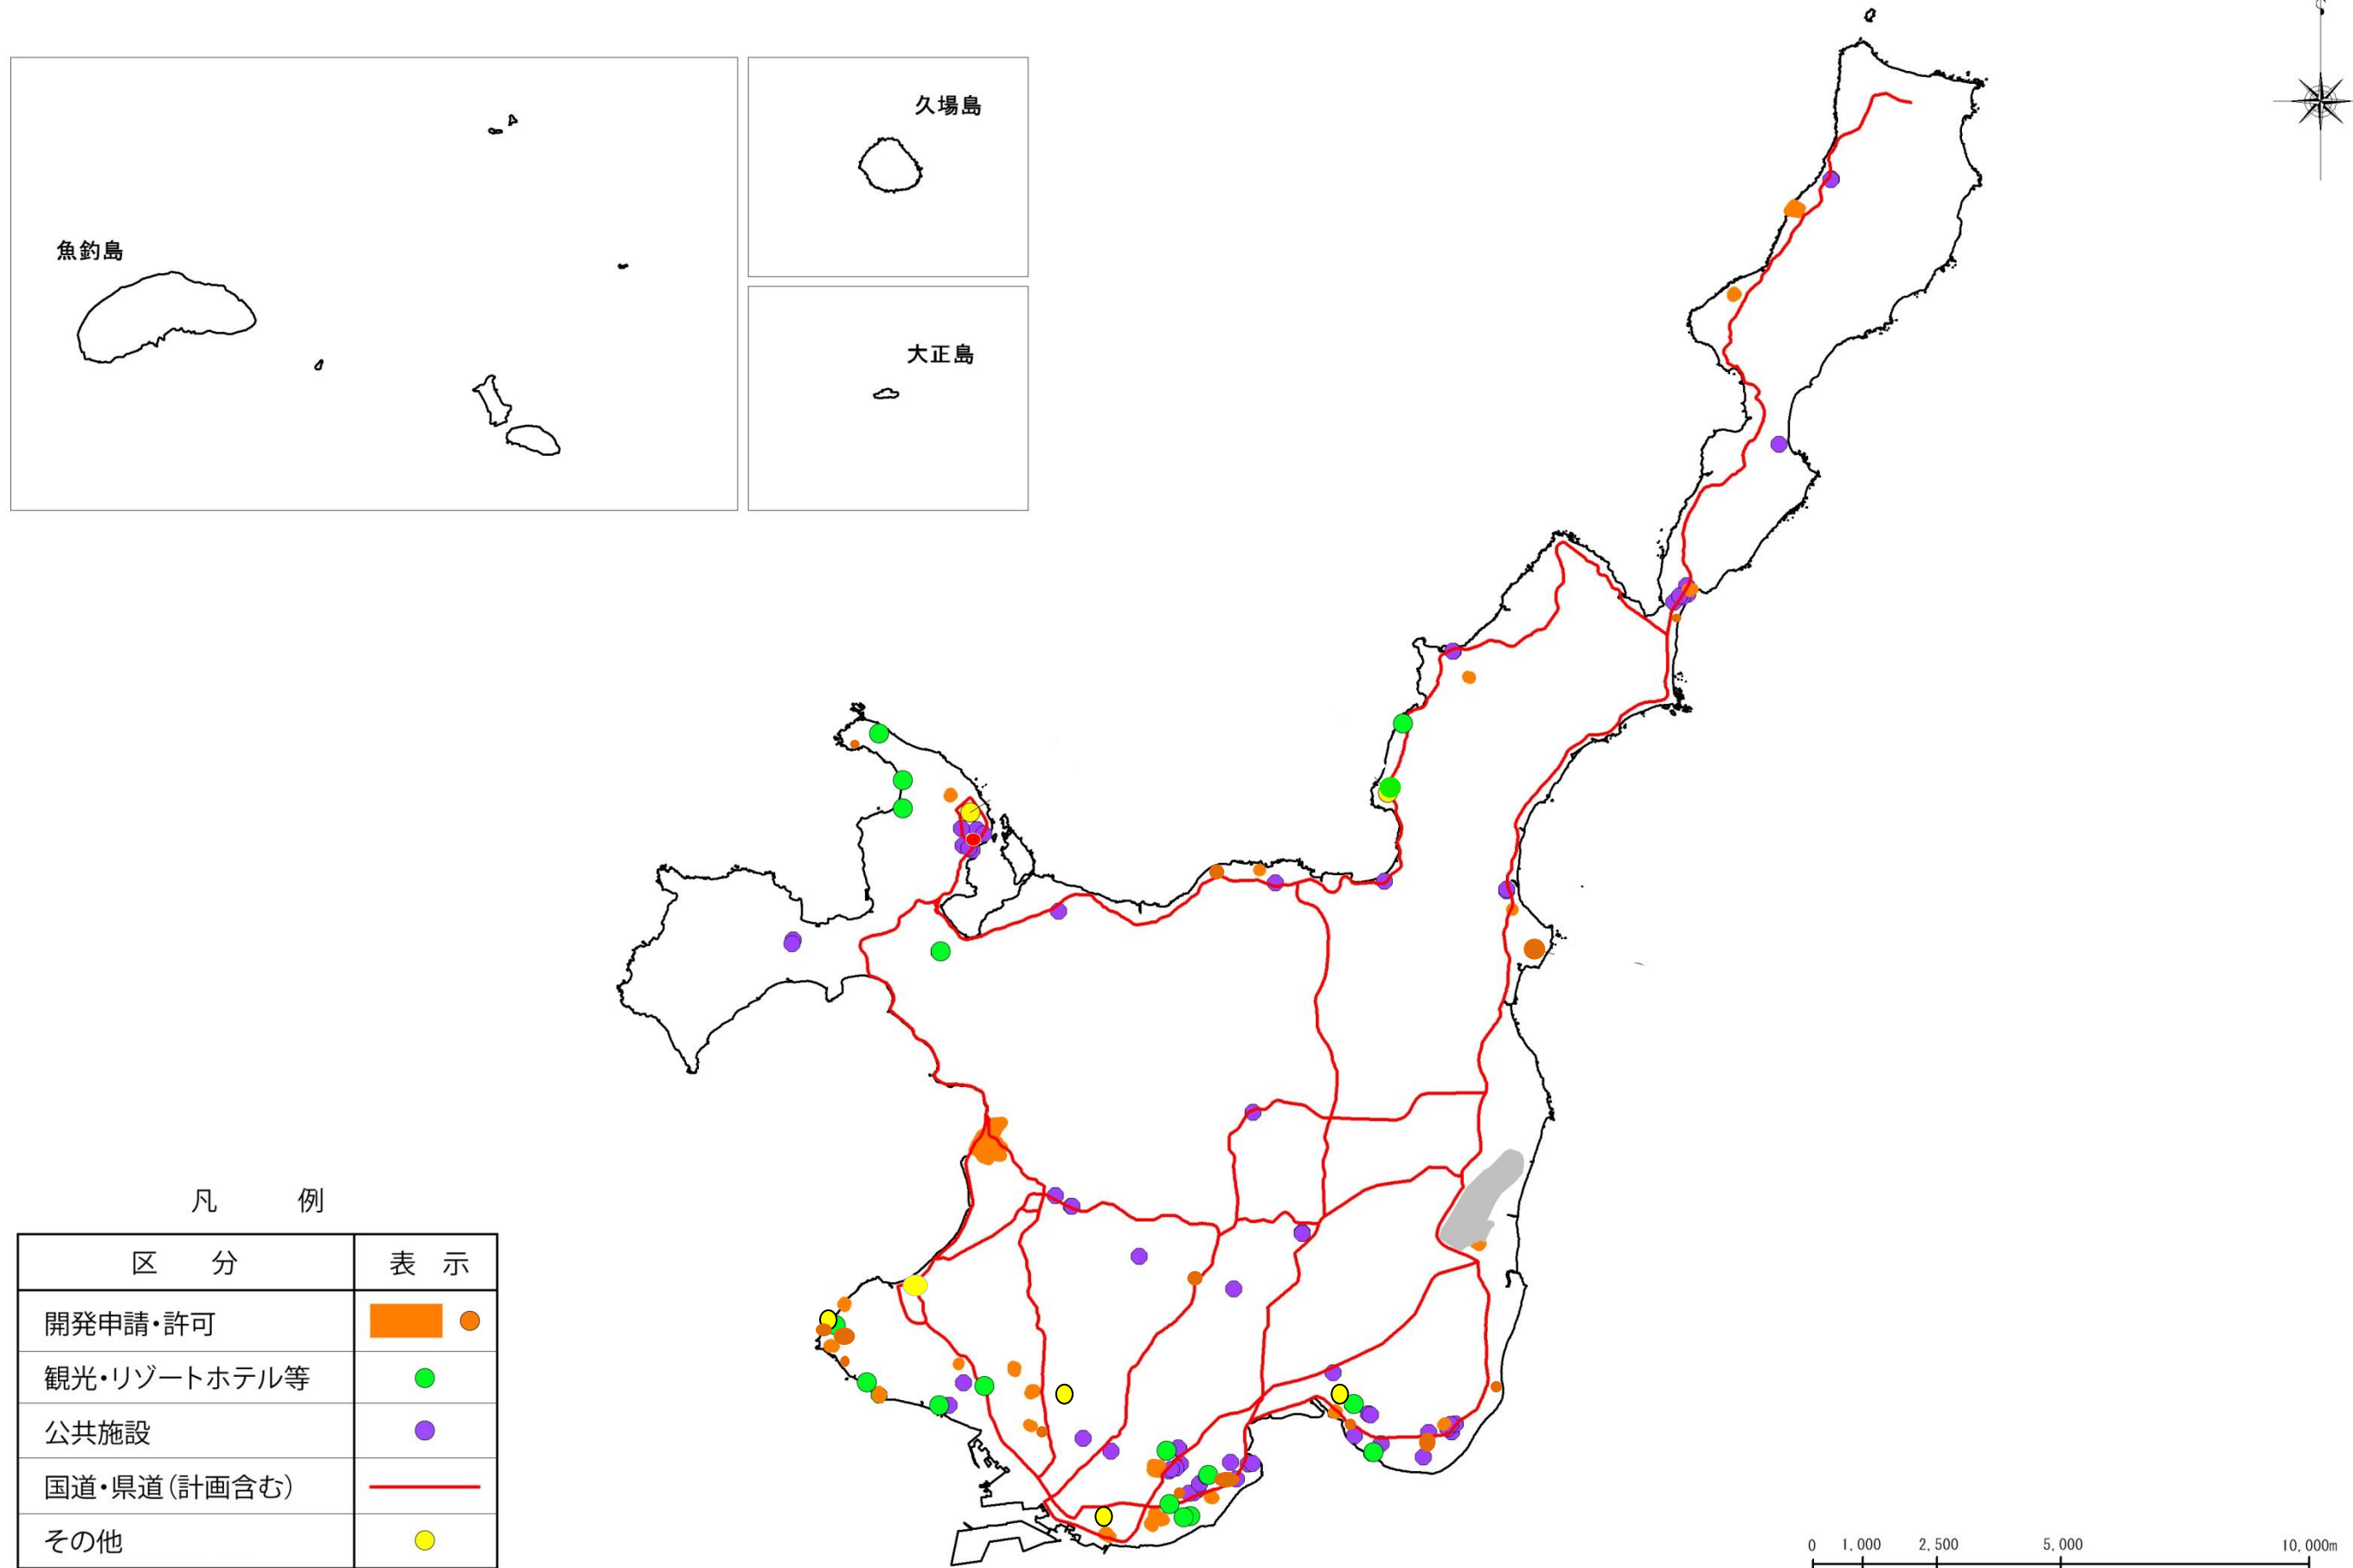 久場島
魚釣島
大正島
凡 例
区 分 表 示
開発申請・許可
観光・リゾートホテル等
公共施設
国道・県道（計画含む）
その他
0 1,000 2,500 5,000 10,000m